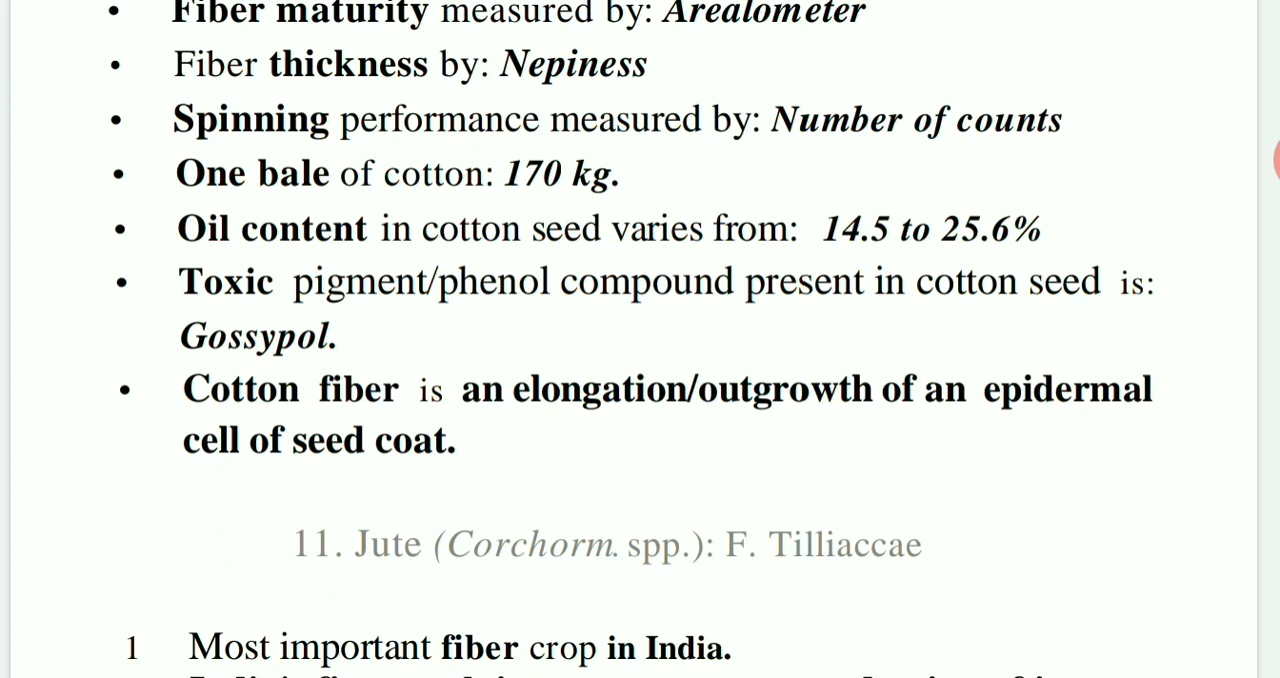 • Fiber maturity measured by: Arealometer
• Fiber thickness by: Nepiness
• Spinning performance measured by: Number of counts
• One bale of cotton: 170 kg.
• Oil content in cotton seed varies from: 14.5 to 25.6%
• Toxic pigment/phenol compound present in cotton seed is:
Gossypol.
• Cotton fiber is an elongation/outgrowth of an epidermal
cell of seed coat.
11. Jute (Corchorm. spp.): F. Tilliaccae
1 Most important fiber crop in India.